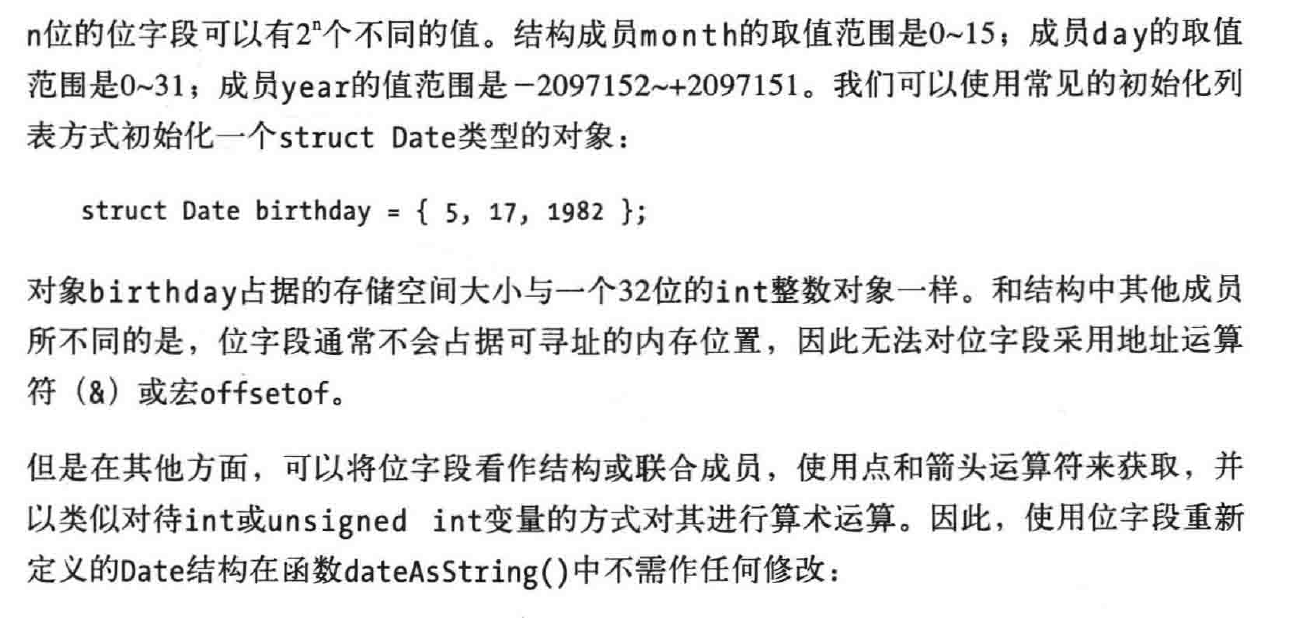 n位的位字段可以有2ⁿ个不同的值。结构成员month的取值范围是0~15；成员day的取值
范围是0~31；成员year的值范围是－2097152~+2097151。我们可以使用常见的初始化列
表方式初始化一个struct Date类型的对象：
struct Date birthday = { 5, 17, 1982 };
对象birthday占据的存储空间大小与一个32位的int整数对象一样。和结构中其他成员
所不同的是，位字段通常不会占据可寻址的内存位置，因此无法对位字段采用地址运算
符（&）或宏offsetof。
但是在其他方面，可以将位字段看作结构或联合成员，使用点和箭头运算符来获取，并
以类似对待int或unsigned int变量的方式对其进行算术运算。因此，使用位字段重新
定义的Date结构在函数dateAsString()中不需作任何修改：